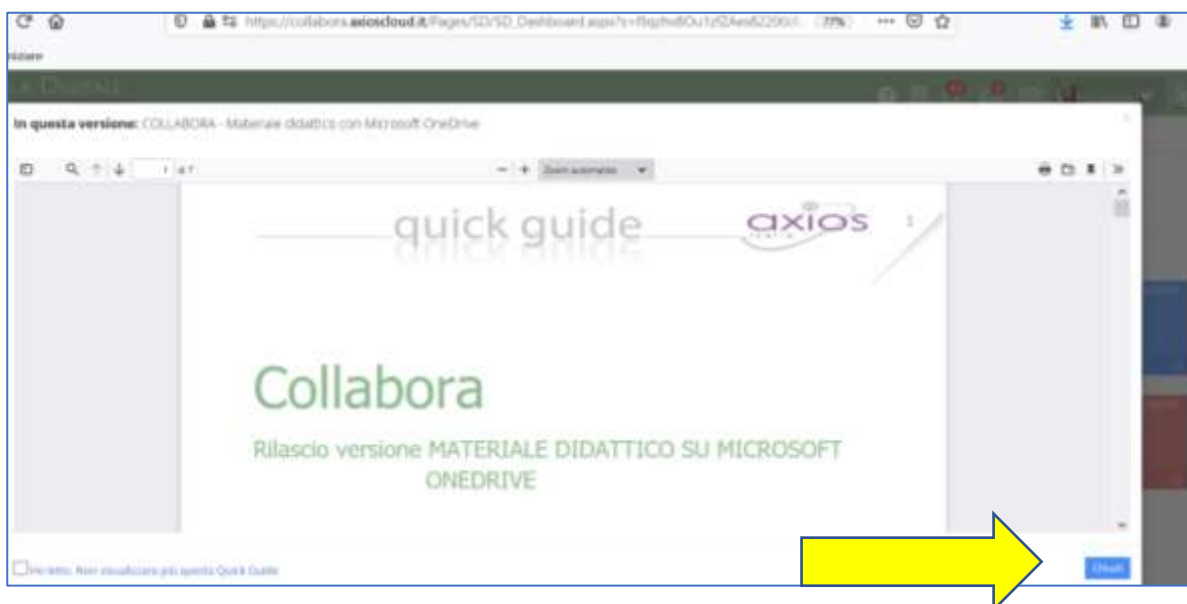 https://collabora.axioscloud.it/Pages/SD/SD_Dashboard.aspx
77%
In questa versione: COLLABORA - Materiale didattico con Microsoft OneDrive
Zoom automatico
quick guide axios 1
Collabora
Rilascio versione MATERIALE DIDATTICO SU MICROSOFT
ONEDRIVE
Ho letto. Non visualizzare più questa Quick Guide
Chiudi